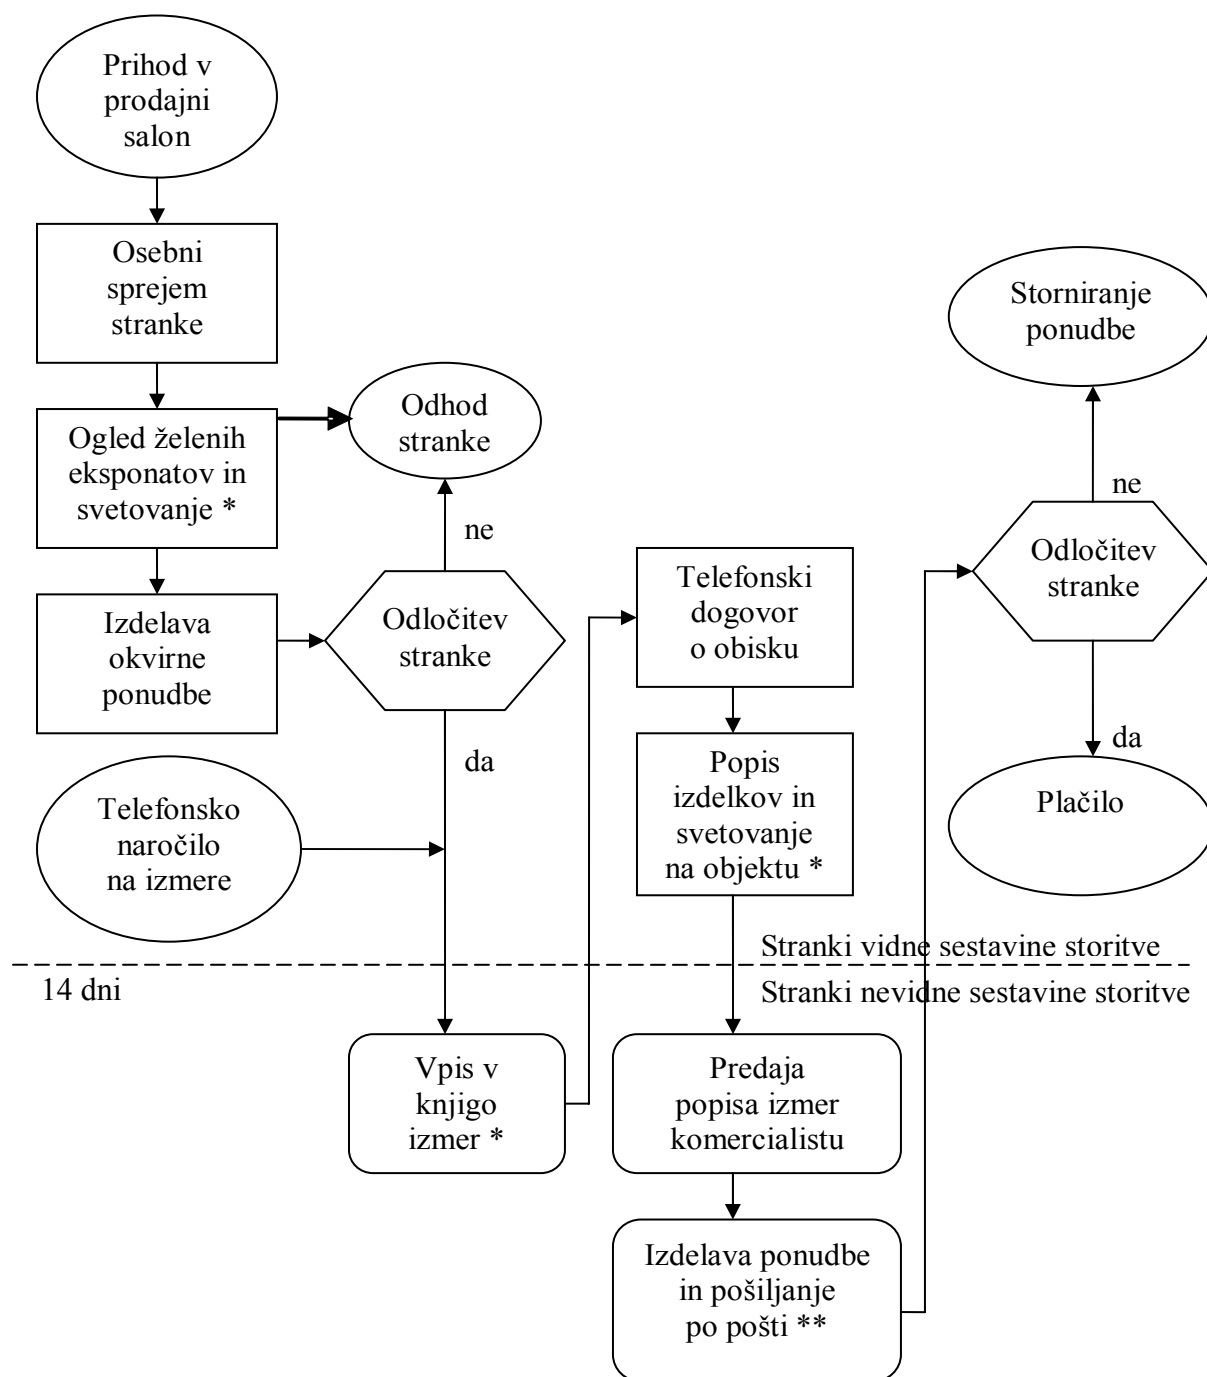 Prihod v
prodajni
salon
Osebni
sprejem
stranke
Ogled želenih
eksponatov in
svetovanje *
Odhod
stranke
ne
Izdelava
okvirne
ponudbe
Odločitev
stranke
da
Telefonsko
naročilo
na izmere
Telefonski
dogovor
o obisku
Popis
izdelkov in
svetovanje
na objektu *
Storniranje
ponudbe
ne
Odločitev
stranke
da
Plačilo
Stranki vidne sestavine storitve
14 dni
Stranki nevidne sestavine storitve
Vpis v
knjigo
izmer *
Predaja
popisa izmer
komercialistu
Izdelava ponudbe
in pošiljanje
po pošti **